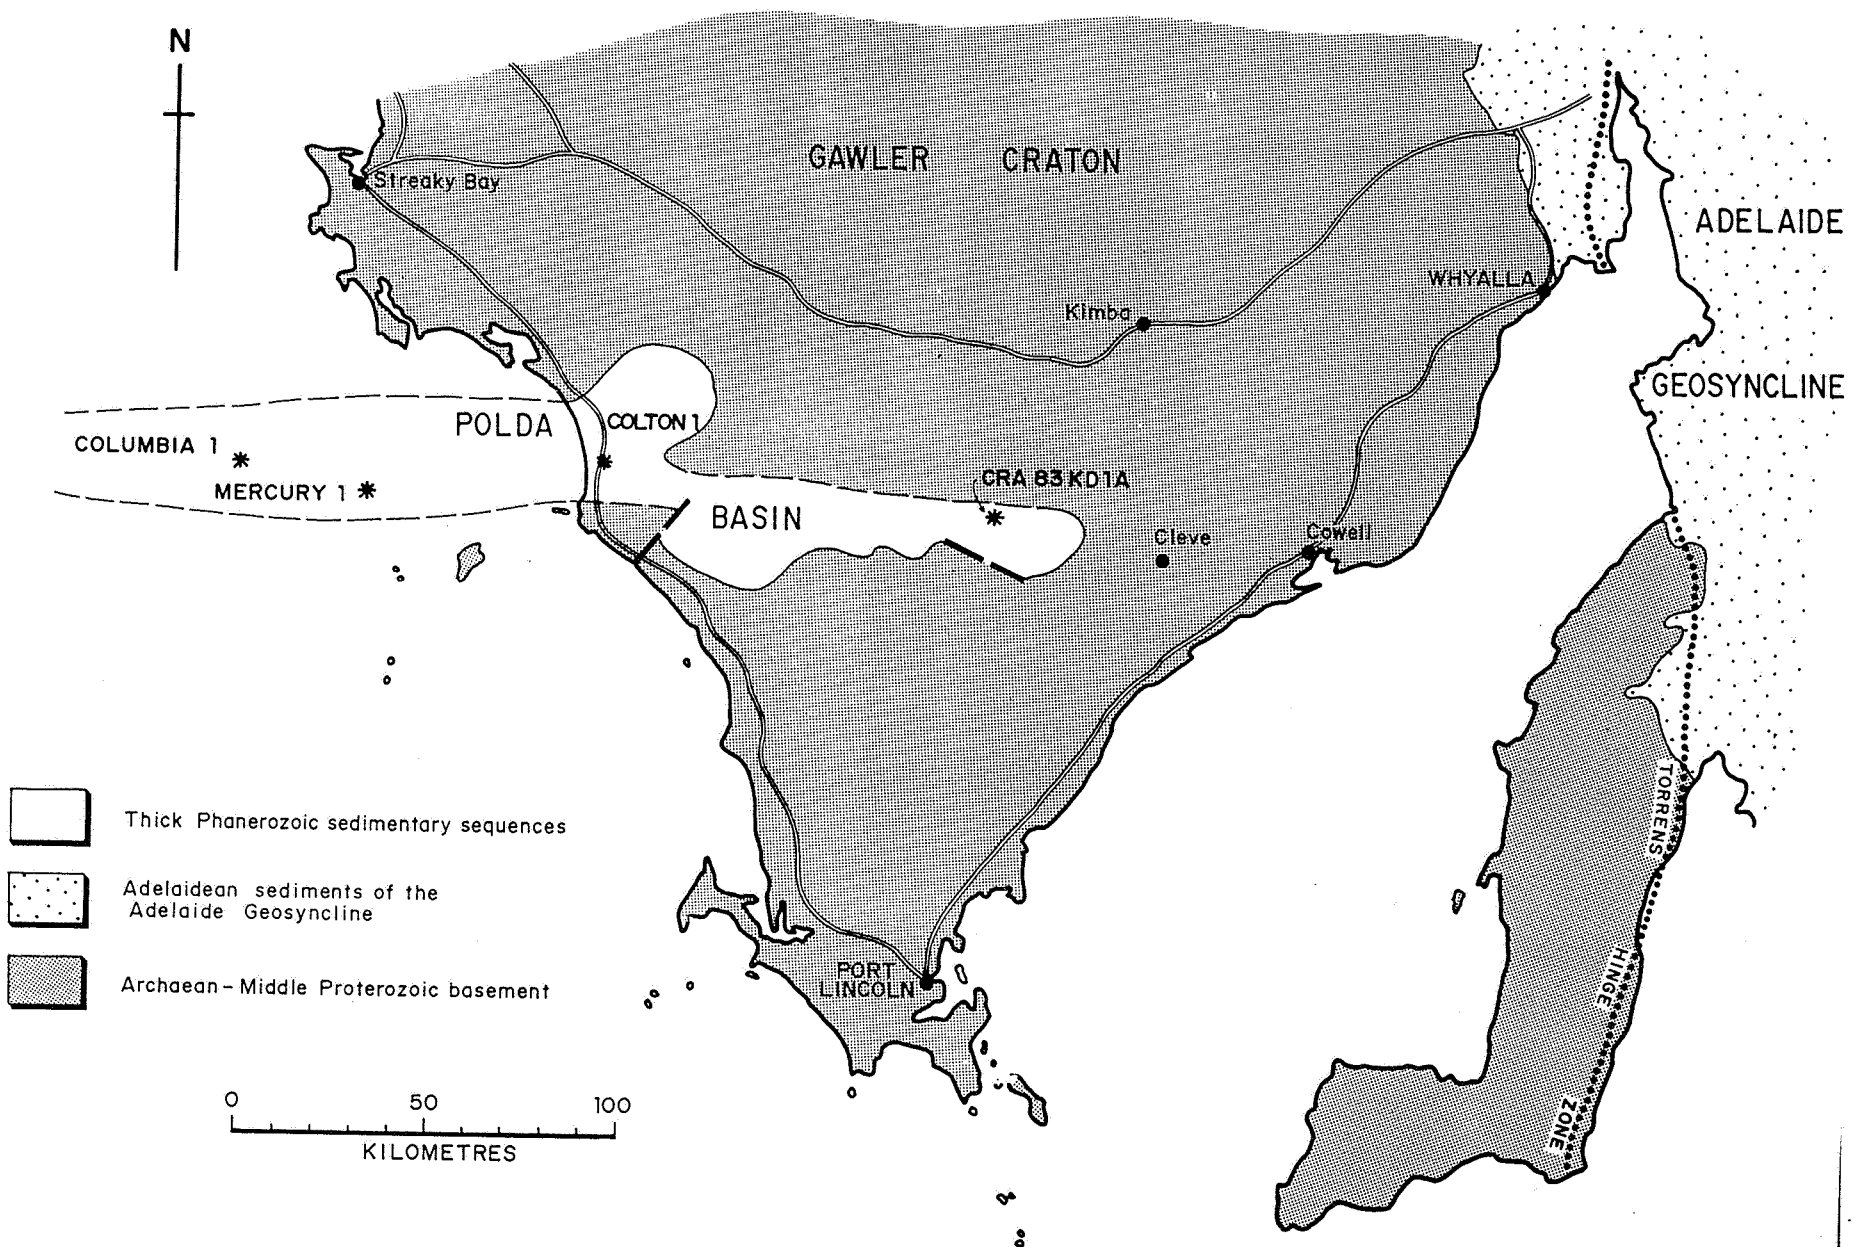 N
GAWLER CRATON
Streaky Bay
ADELAIDE
WHYALLA
Kimba
GEOSYNCLINE
POLDA
COLTON 1
COLUMBIA 1
MERCURY 1
CRA 83 KD1A
BASIN
Cleve
Cowell
TORRENS
Thick Phanerozoic sedimentary sequences
Adelaidean sediments of the
Adelaide Geosyncline
Archaean – Middle Proterozoic basement
PORT
LINCOLN
HINGE
ZONE
0 50 100
KILOMETRES